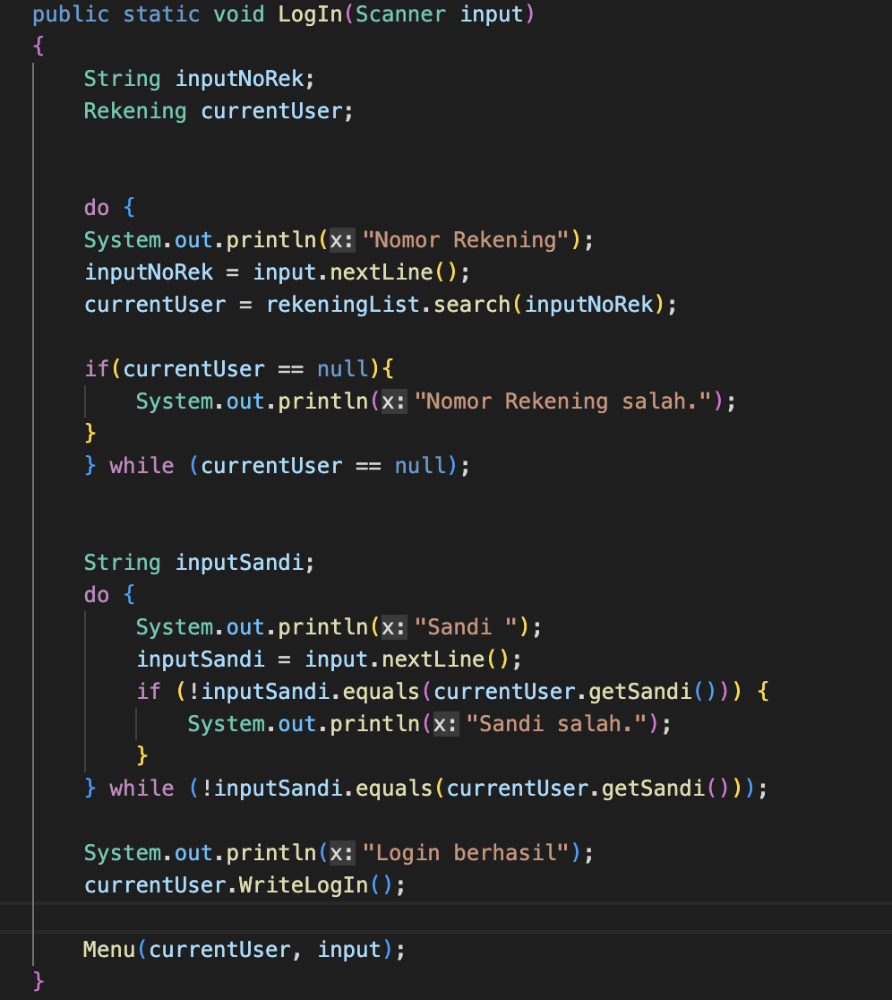 public static void LogIn(Scanner input)
{
String inputNoRek;
Rekening currentUser;
do {
System.out.println(x: "Nomor Rekening");
inputNoRek = input.nextLine();
currentUser = rekeningList.search(inputNoRek);
if(currentUser == null){
System.out.println(x: "Nomor Rekening salah.");
}
} while (currentUser == null);
String inputSandi;
do {
System.out.println(x: "Sandi ");
inputSandi = input.nextLine();
if (!inputSandi.equals(currentUser.getSandi())) {
System.out.println(x: "Sandi salah.");
}
} while (!inputSandi.equals(currentUser.getSandi()));
System.out.println(x: "Login berhasil");
currentUser.WriteLogIn();
Menu(currentUser, input);
}